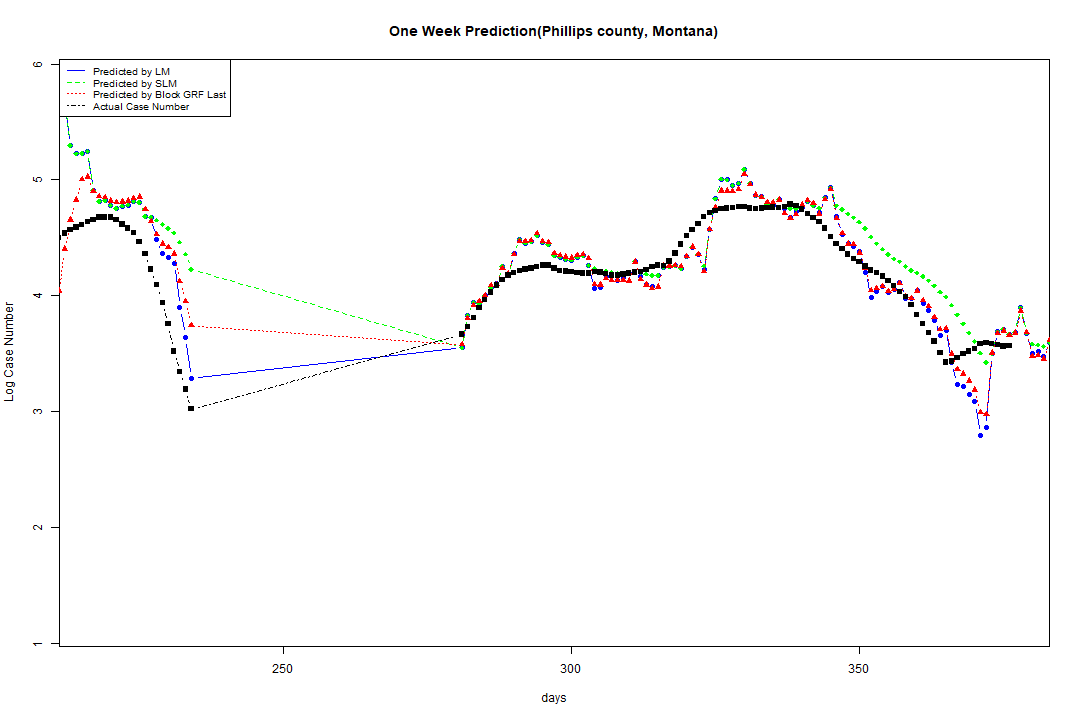 One Week Prediction(Phillips county, Montana)
Predicted by LM
Predicted by SLM
Predicted by Block GRF Last
Actual Case Number
6
5
4
3
2
1
Log Case Number
250 300 350
days